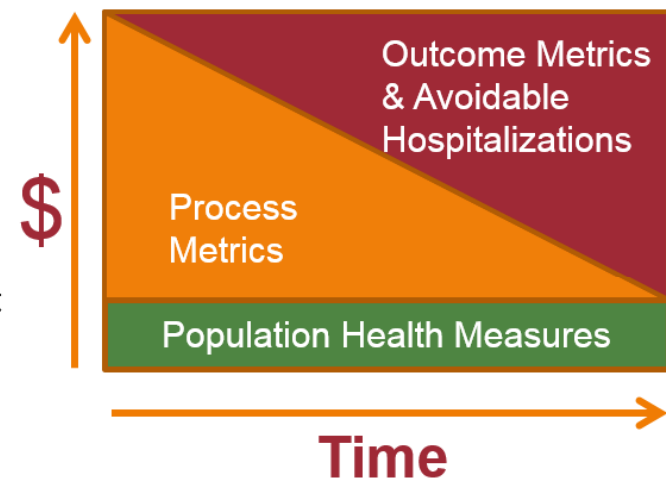 Outcome Metrics
& Avoidable
Hospitalizations
$
Process
Metrics
Population Health Measures
Time